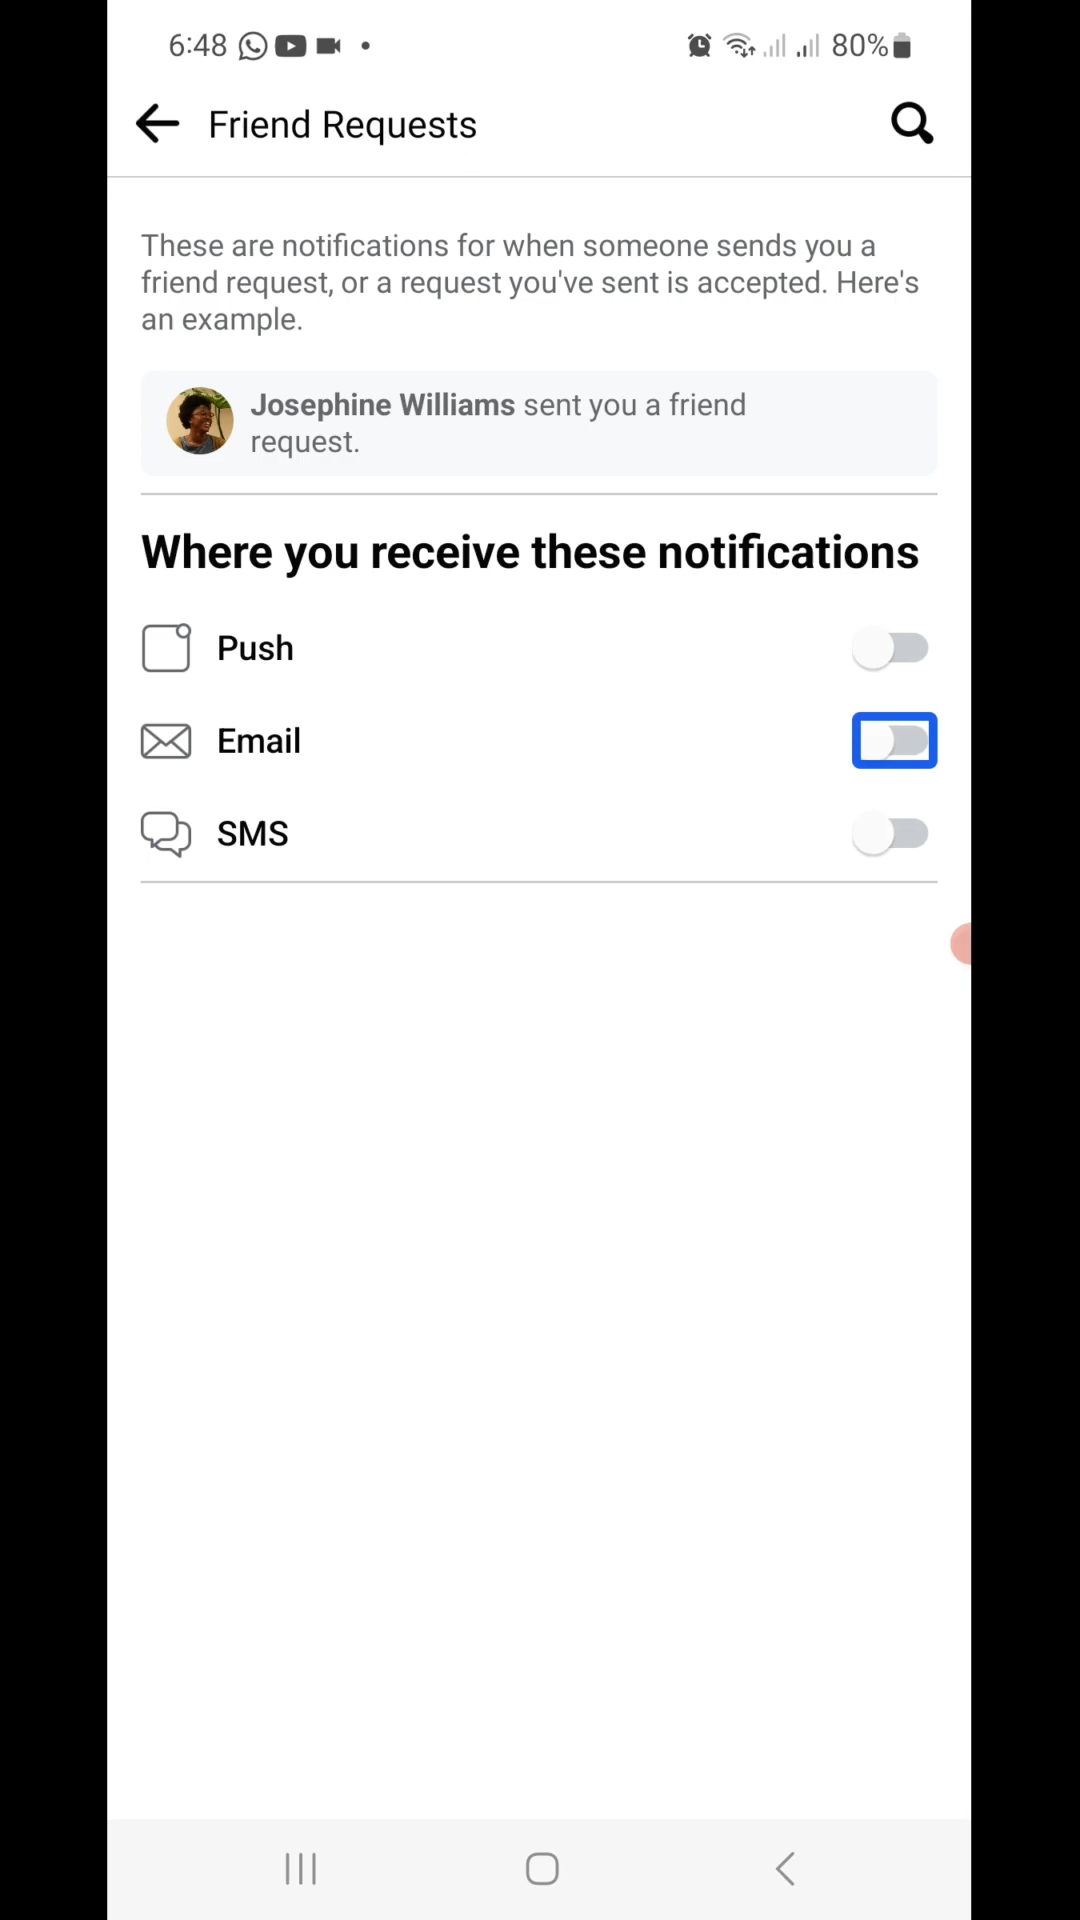 6:48 80%
Friend Requests
These are notifications for when someone sends you a
friend request, or a request you've sent is accepted. Here's
an example.
Josephine Williams sent you a friend
request.
Where you receive these notifications
Push
Email
SMS